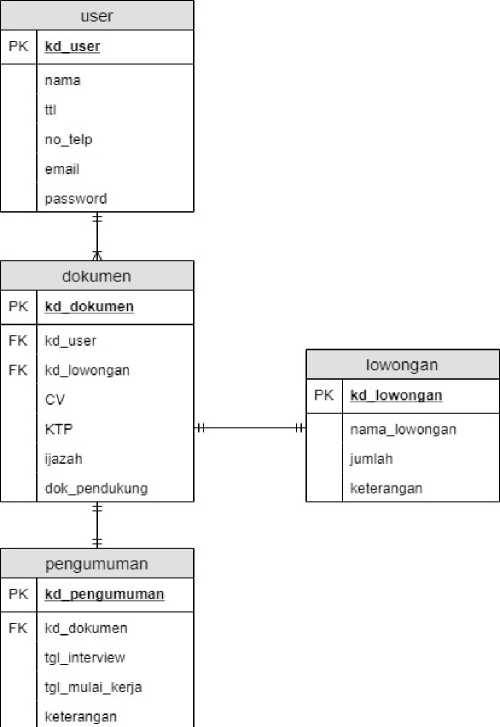 user
PK kd_user
nama
ttl
no_telp
email
password
dokumen
PK kd_dokumen
FK kd_user
FK kd_lowongan
CV
KTP
ijazah
dok_pendukung
lowongan
PK kd_lowongan
nama_lowongan
jumlah
keterangan
pengumuman
PK kd_pengumuman
FK kd_dokumen
tgl_interview
tgl_mulai_kerja
keterangan